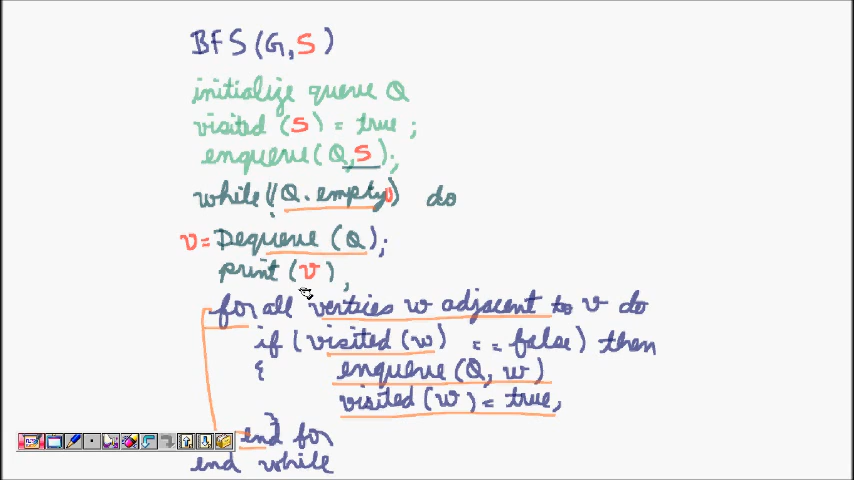 BFS(G,S)
initialize queue Q
visited (S) = true ;
enqueue(Q,S);
while(!Q.empty()) do
v= Dequeue (Q);
print (v);
for all vertices w adjacent to v do
if (visited (w) == false) then
{ enqueue (Q, w)
visited (w) = true;
} end for
end while